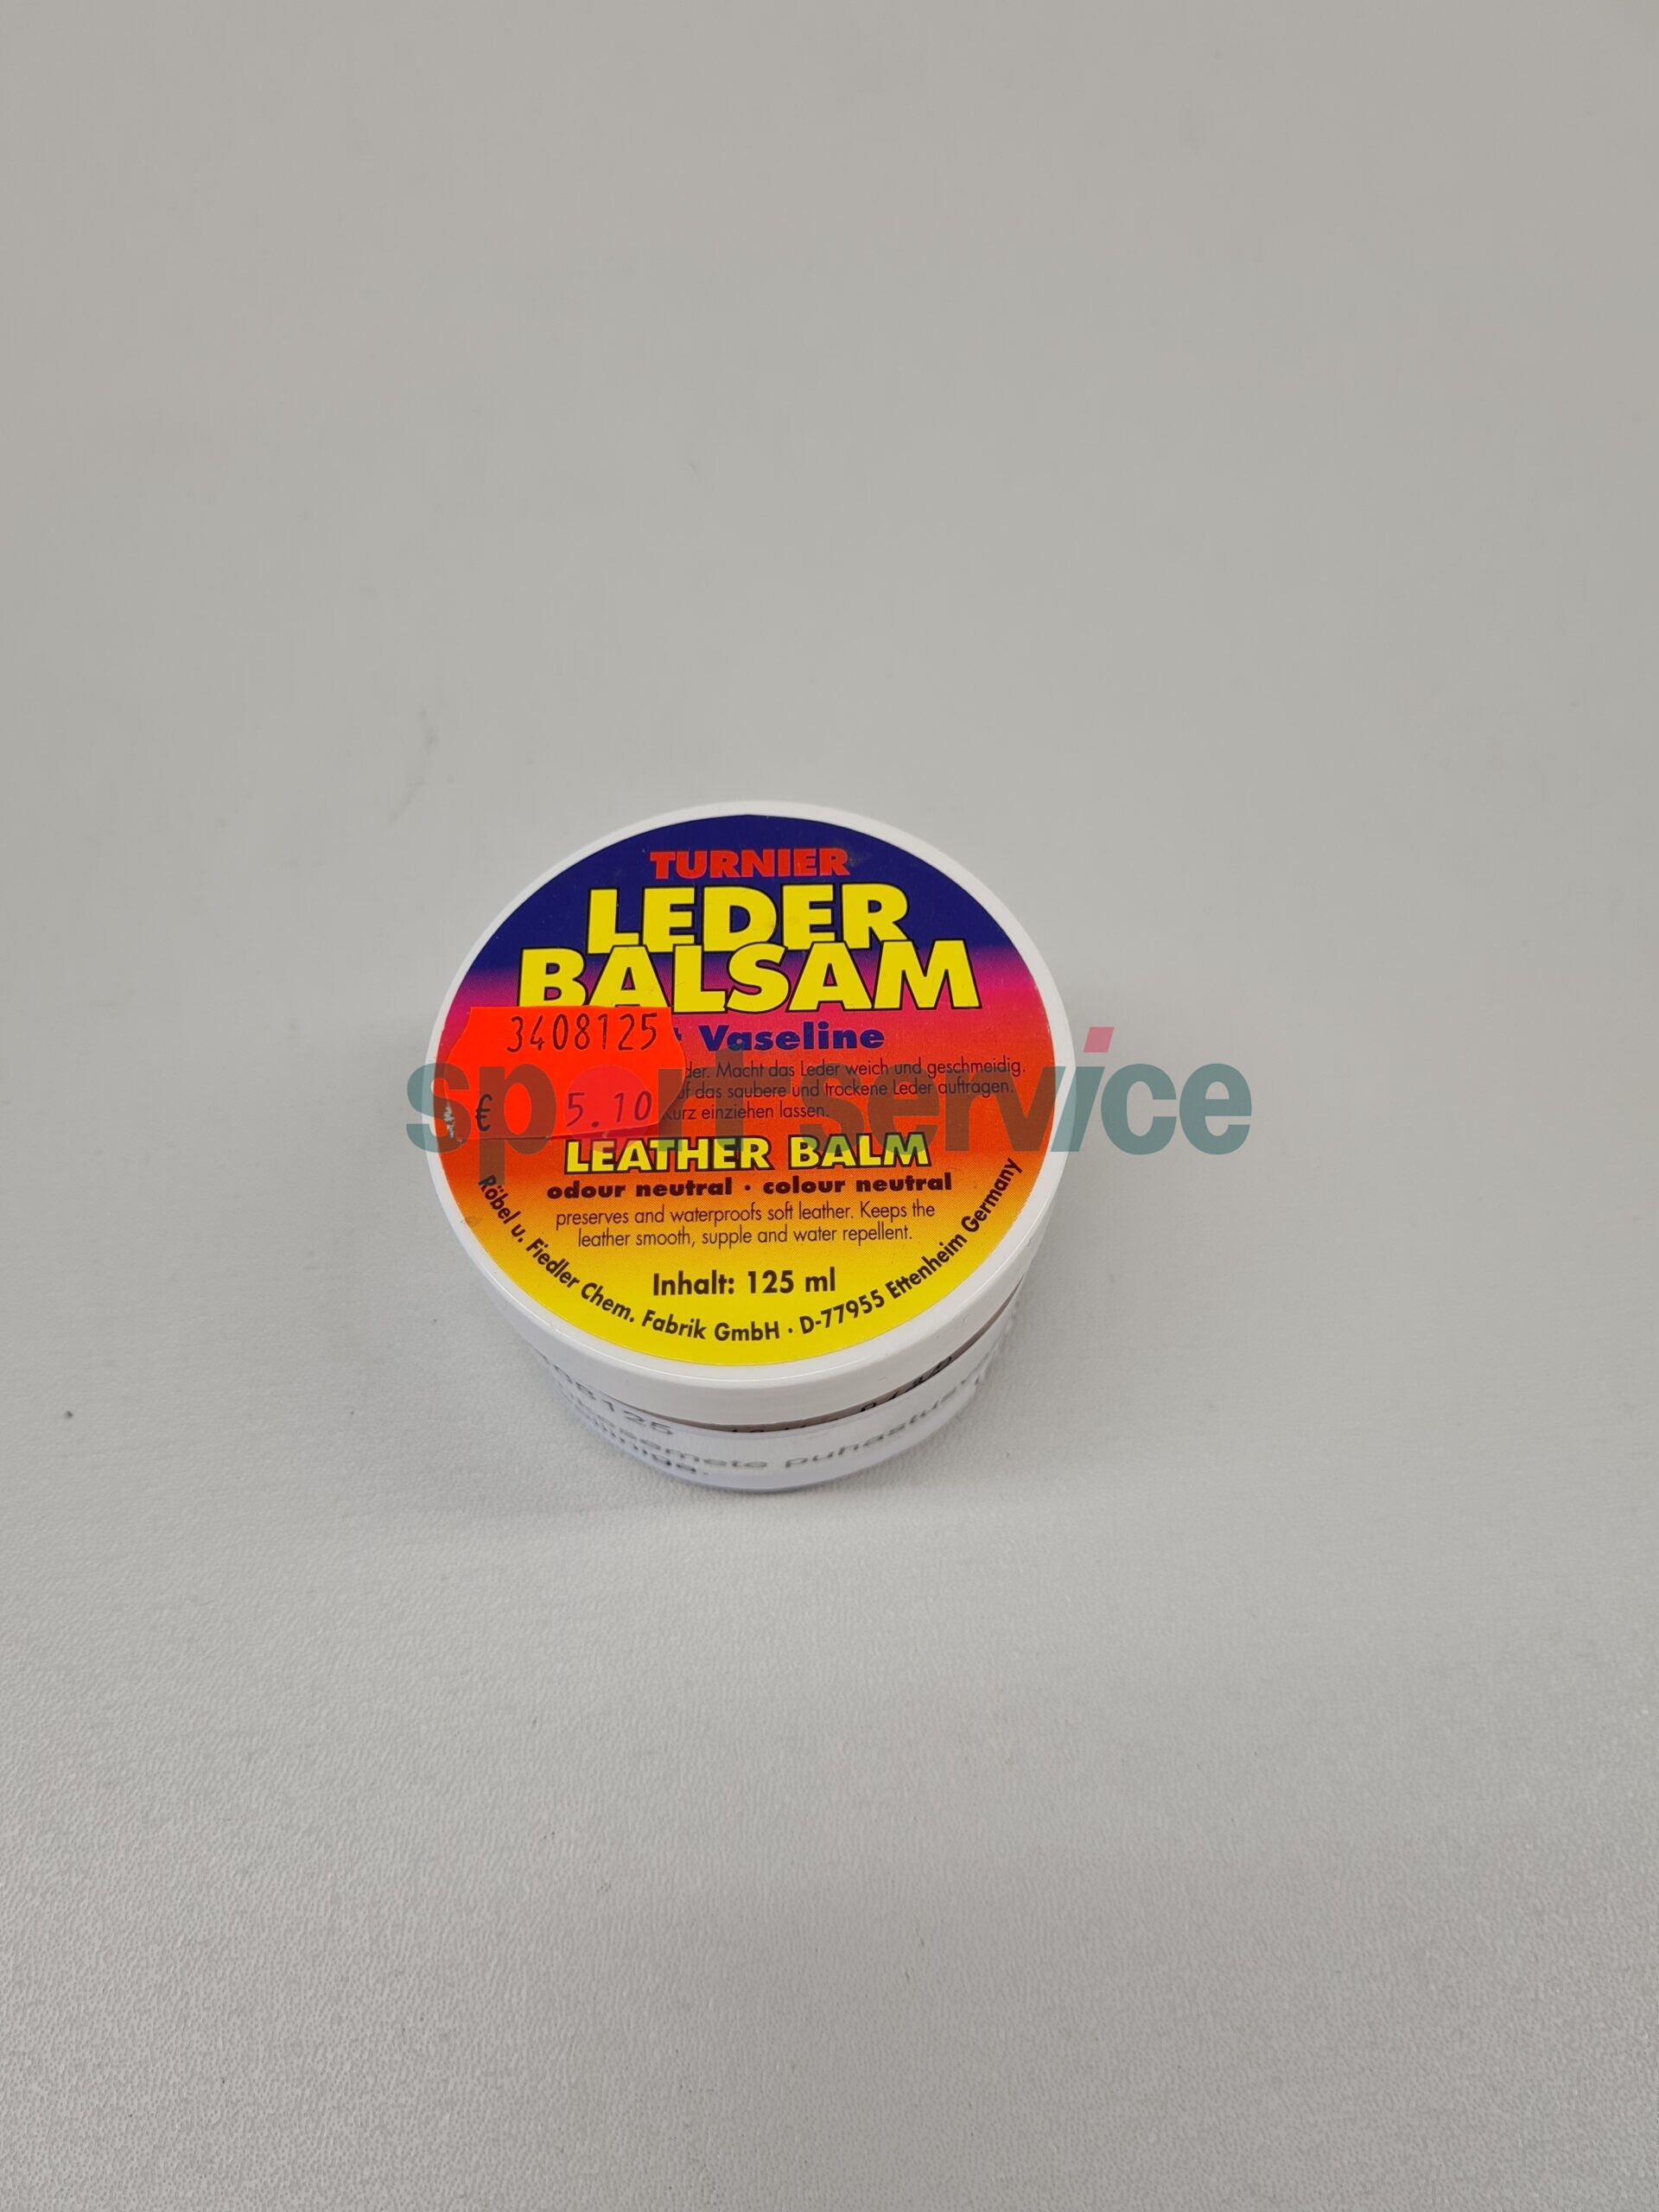 TURNIER
LEDER
BALSAM
Vaseline
3408125
€ 5.10
der. Macht das Leder weich und geschmeidig.
das saubere und trockene Leder auftragen.
Kurz einziehen lassen.
sport service
LEATHER BALM
odour neutral · colour neutral
preserves and waterproofs soft leather. Keeps the
leather smooth, supple and water repellent.
Inhalt: 125 ml
Röbel u. Fiedler Chem. Fabrik GmbH · D-77955 Ettenheim Germany